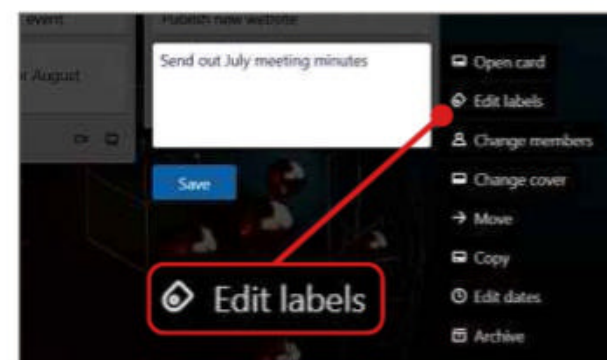 event
Publish new website
Send out July meeting minutes
r August
Save
Open card
Edit labels
Change members
Change cover
Move
Copy
Edit dates
Archive
Edit labels